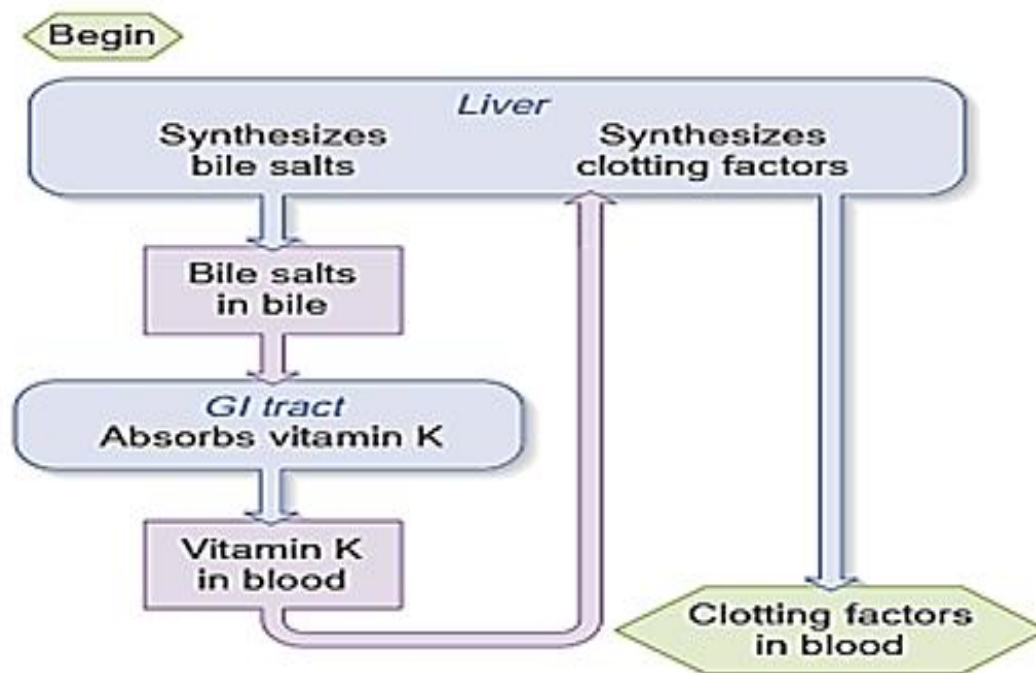 Begin
Liver
Synthesizes
bile salts
Synthesizes
clotting factors
Bile salts
in bile
GI tract
Absorbs vitamin K
Vitamin K
in blood
Clotting factors
in blood